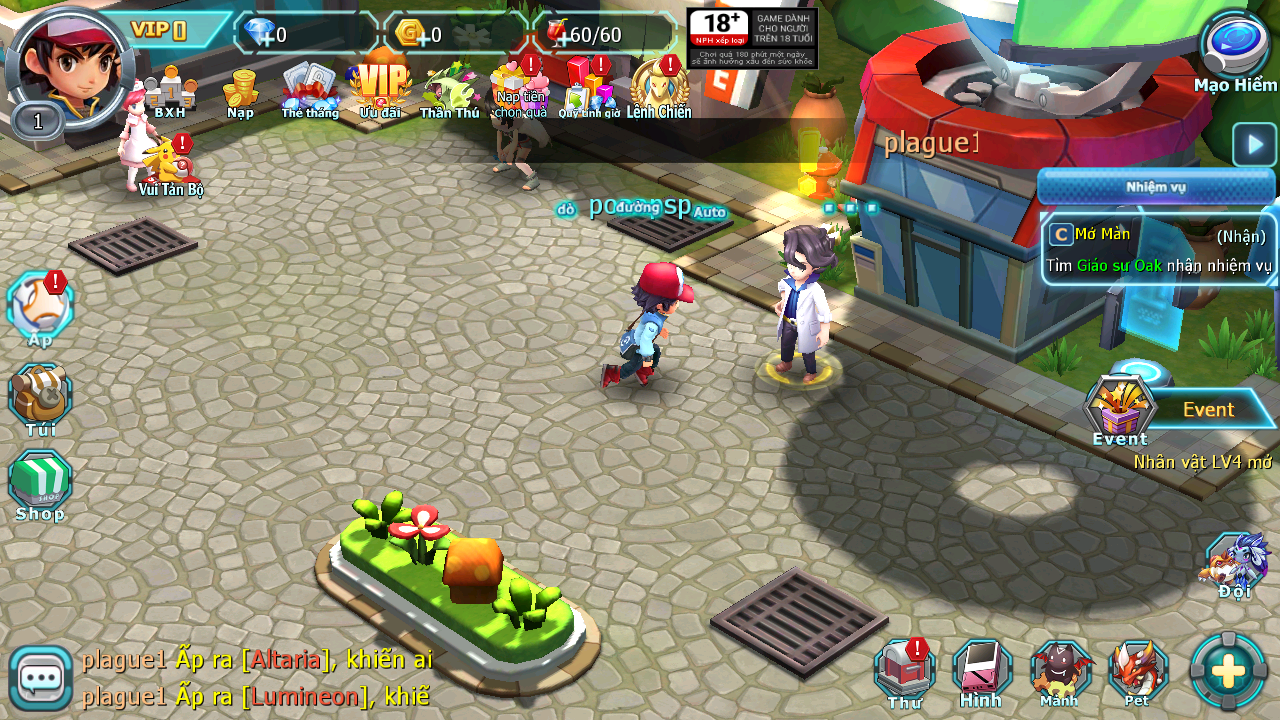 VIP 0
0
0
60/60
18+
NPH xếp loại
GAME DÀNH
CHO NGƯỜI
TRÊN 18 TUỔI
Chơi quá 180 phút một ngày
sẽ ảnh hưởng xấu đến sức khỏe
1
BXH
Nạp
Thẻ tháng
VIP
Ưu đãi
Thần Thú
Nạp tiền
chọn quà
Quỹ tinh giờ
Lệnh Chiến
E
Mạo Hiểm
Vui Tản Bộ
plague1
Nhiệm vụ
C Mở Màn
(Nhận)
Tìm Giáo sư Oak nhận nhiệm vụ
dò
đường
Auto
Ấp
Túi
Shop
SHOP
Event
Event
Nhân vật LV4 mở
Đội
plague1 Ấp ra [Altaria], khiến ai
plague1 Ấp ra [Lumineon], khiế
Thư
Hình
Mảnh
Pet